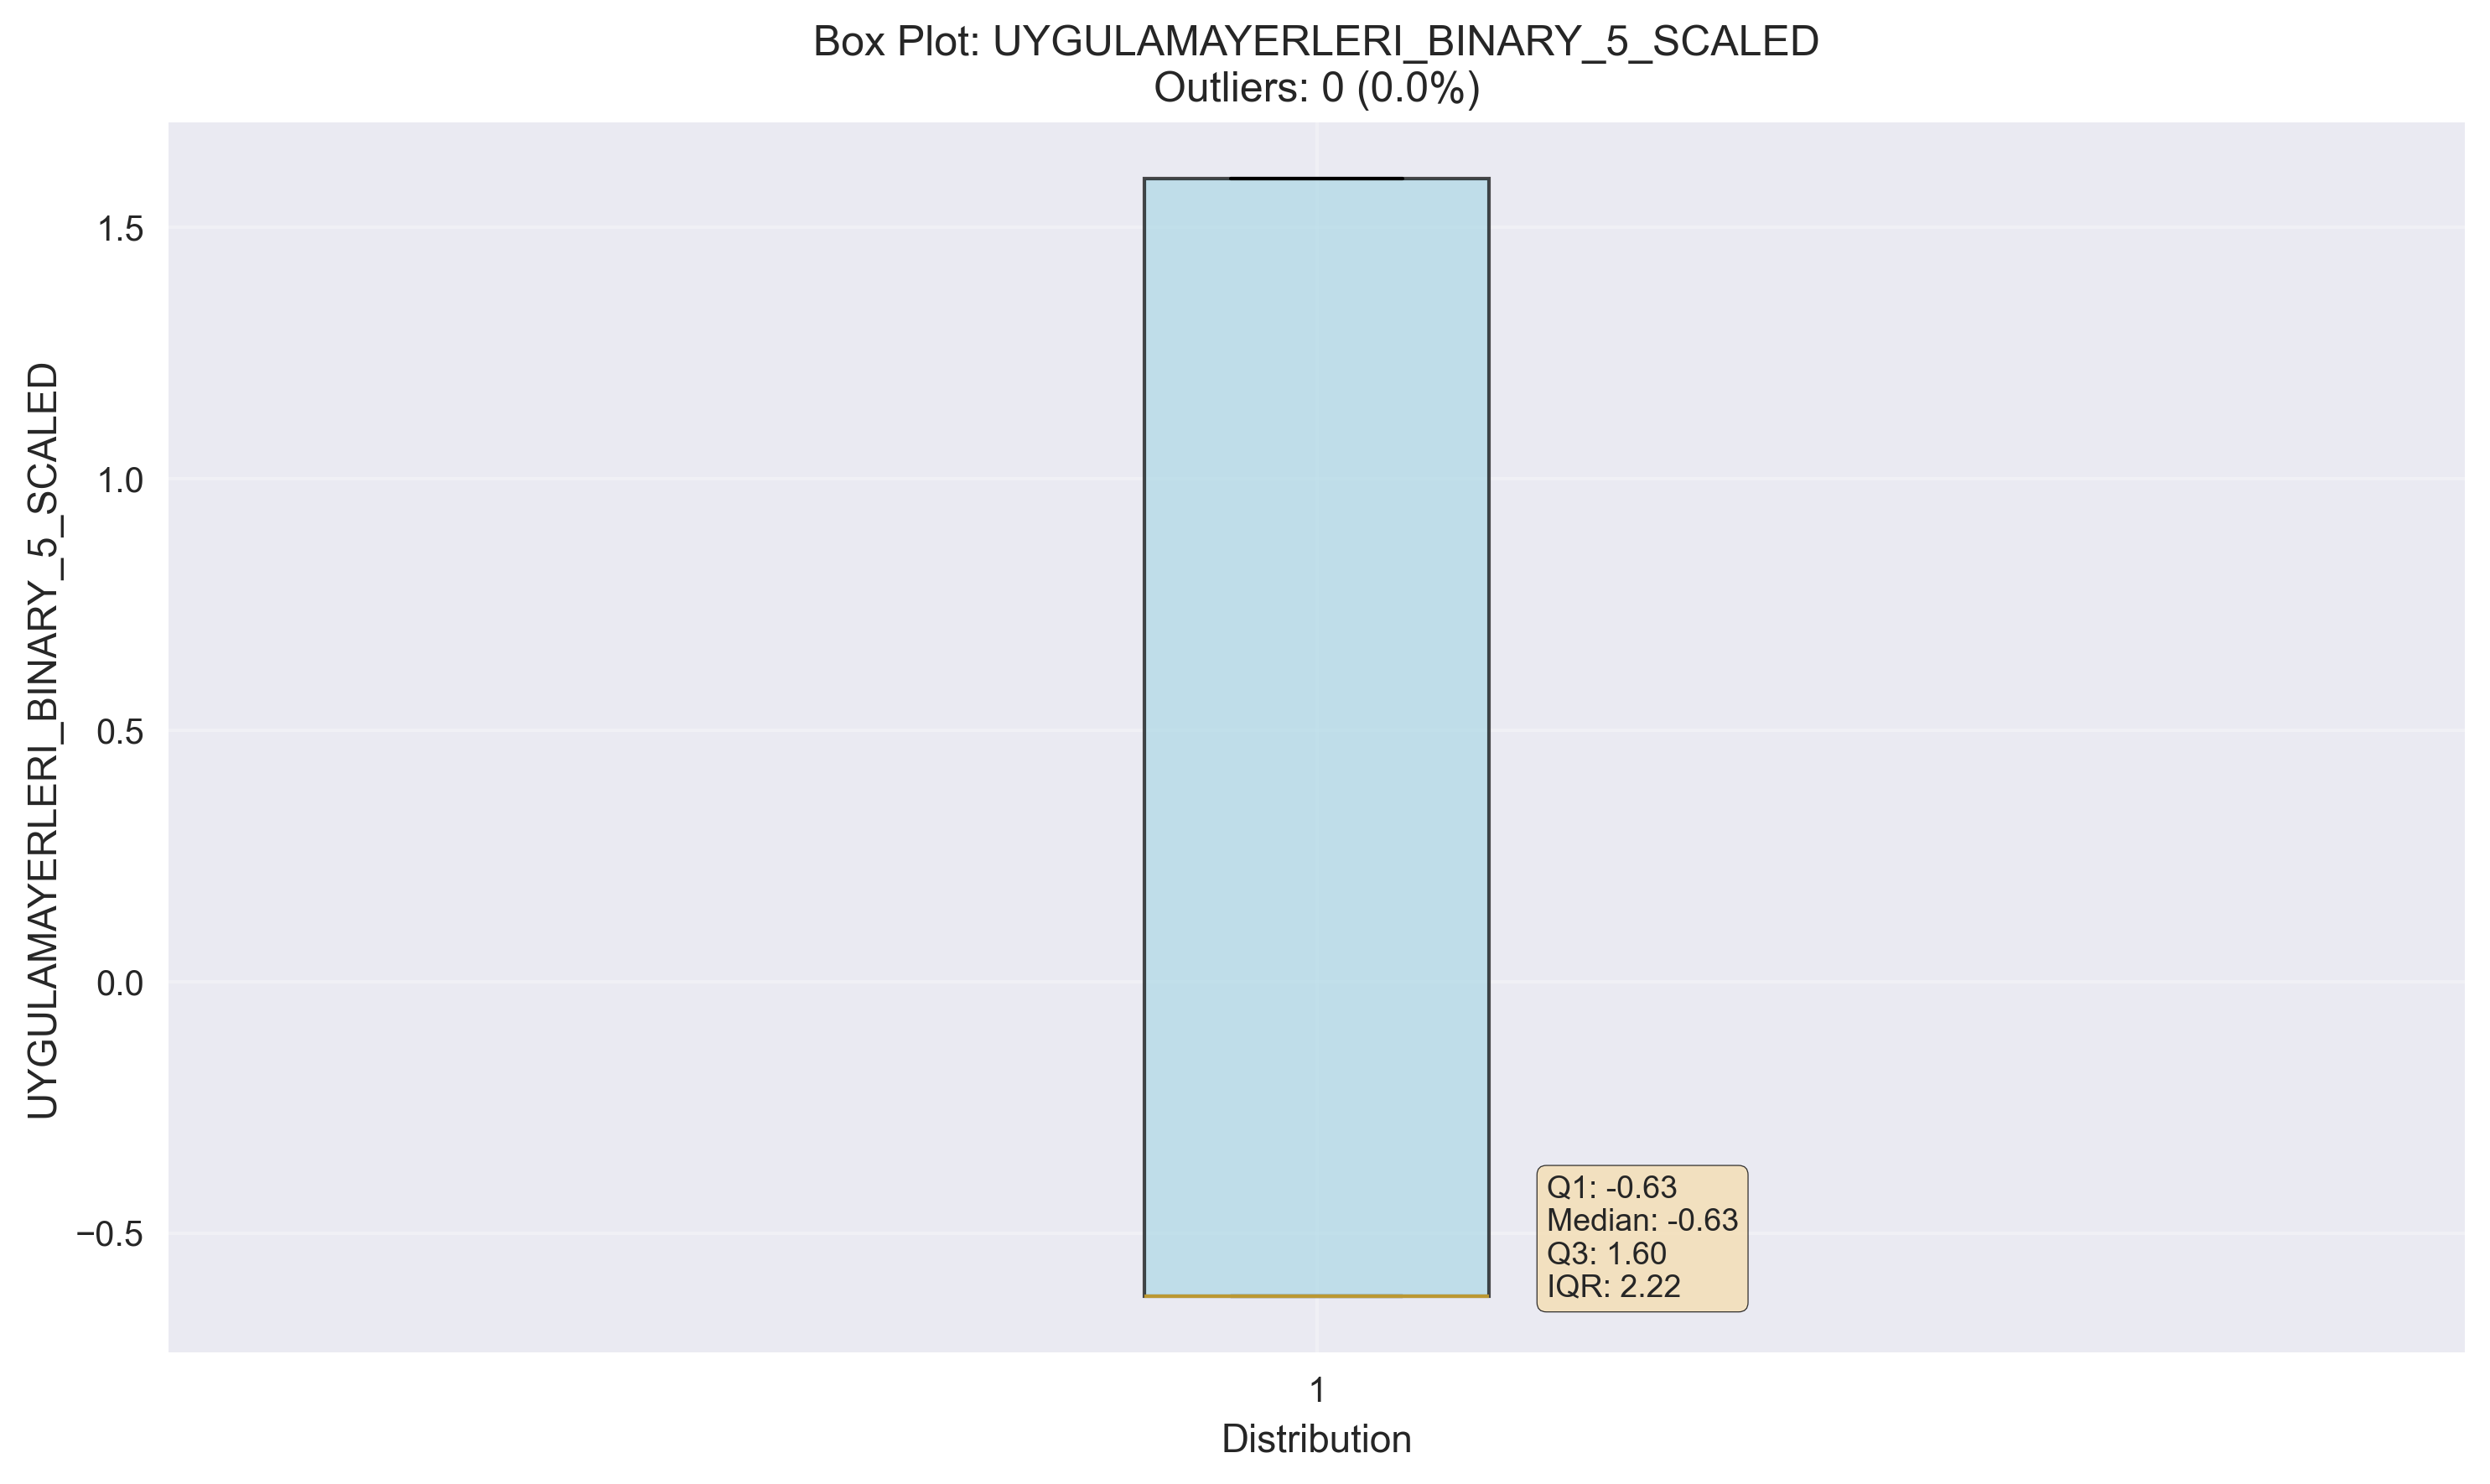 Box Plot: UYGULAMAYERLERI_BINARY_5_SCALED
Outliers: 0 (0.0%)
UYGULAMAYERLERI_BINARY_5_SCALED
1.5
1.0
0.5
0.0
−0.5
Q1: -0.63
Median: -0.63
Q3: 1.60
IQR: 2.22
1
Distribution